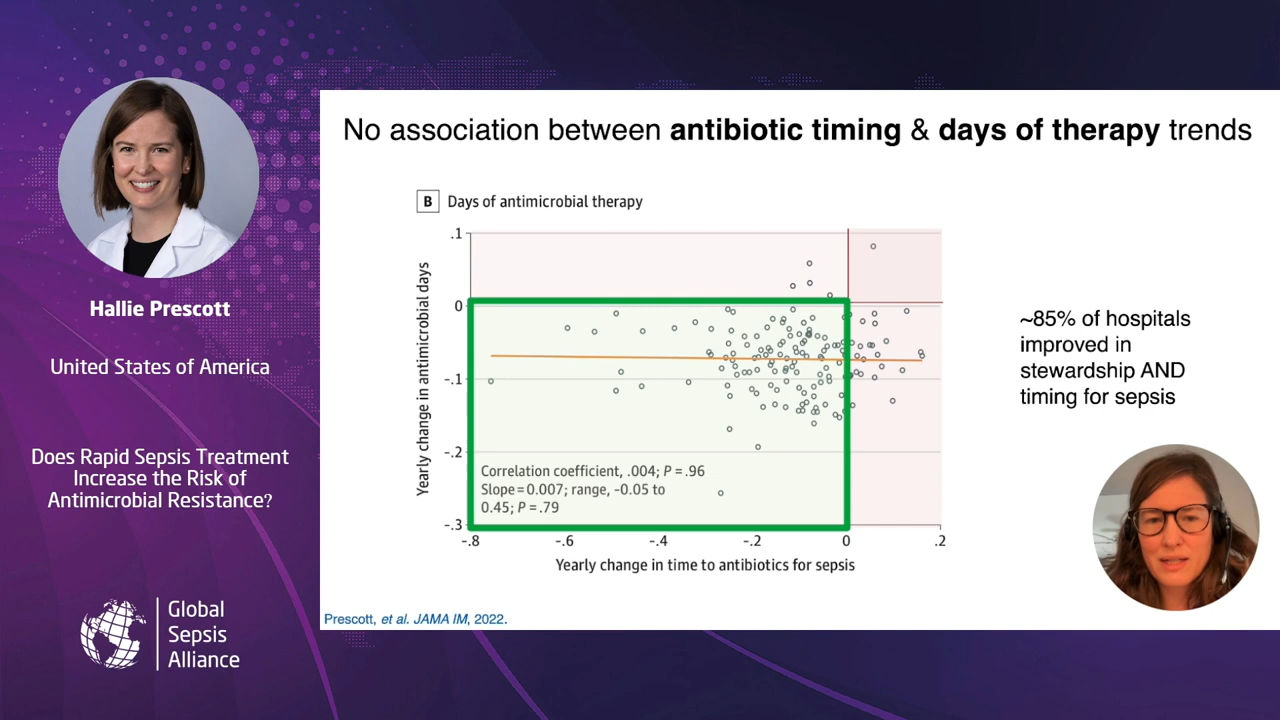 Hallie Prescott
United States of America
Does Rapid Sepsis Treatment
Increase the Risk of
Antimicrobial Resistance?
Global
Sepsis
Alliance
No association between antibiotic timing & days of therapy trends
B Days of antimicrobial therapy
Yearly change in antimicrobial days
.1
0
-.1
-.2
-.3
Correlation coefficient, .004; P = .96
Slope = 0.007; range, -0.05 to
0.45; P = .79
-.8 -.6 -.4 -.2 0 .2
Yearly change in time to antibiotics for sepsis
~85% of hospitals
improved in
stewardship AND
timing for sepsis
Prescott, et al. JAMA IM, 2022.